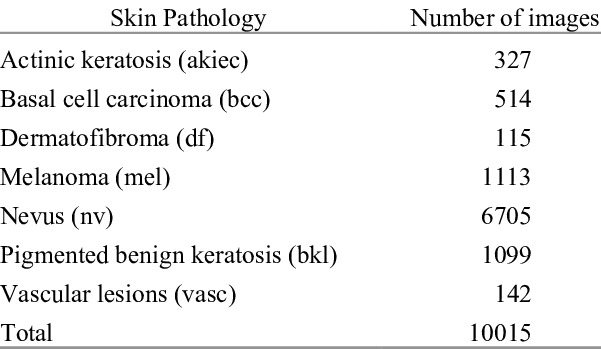 Skin Pathology Number of images
Actinic keratosis (akiec) 327
Basal cell carcinoma (bcc) 514
Dermatofibroma (df) 115
Melanoma (mel) 1113
Nevus (nv) 6705
Pigmented benign keratosis (bkl) 1099
Vascular lesions (vasc) 142
Total 10015